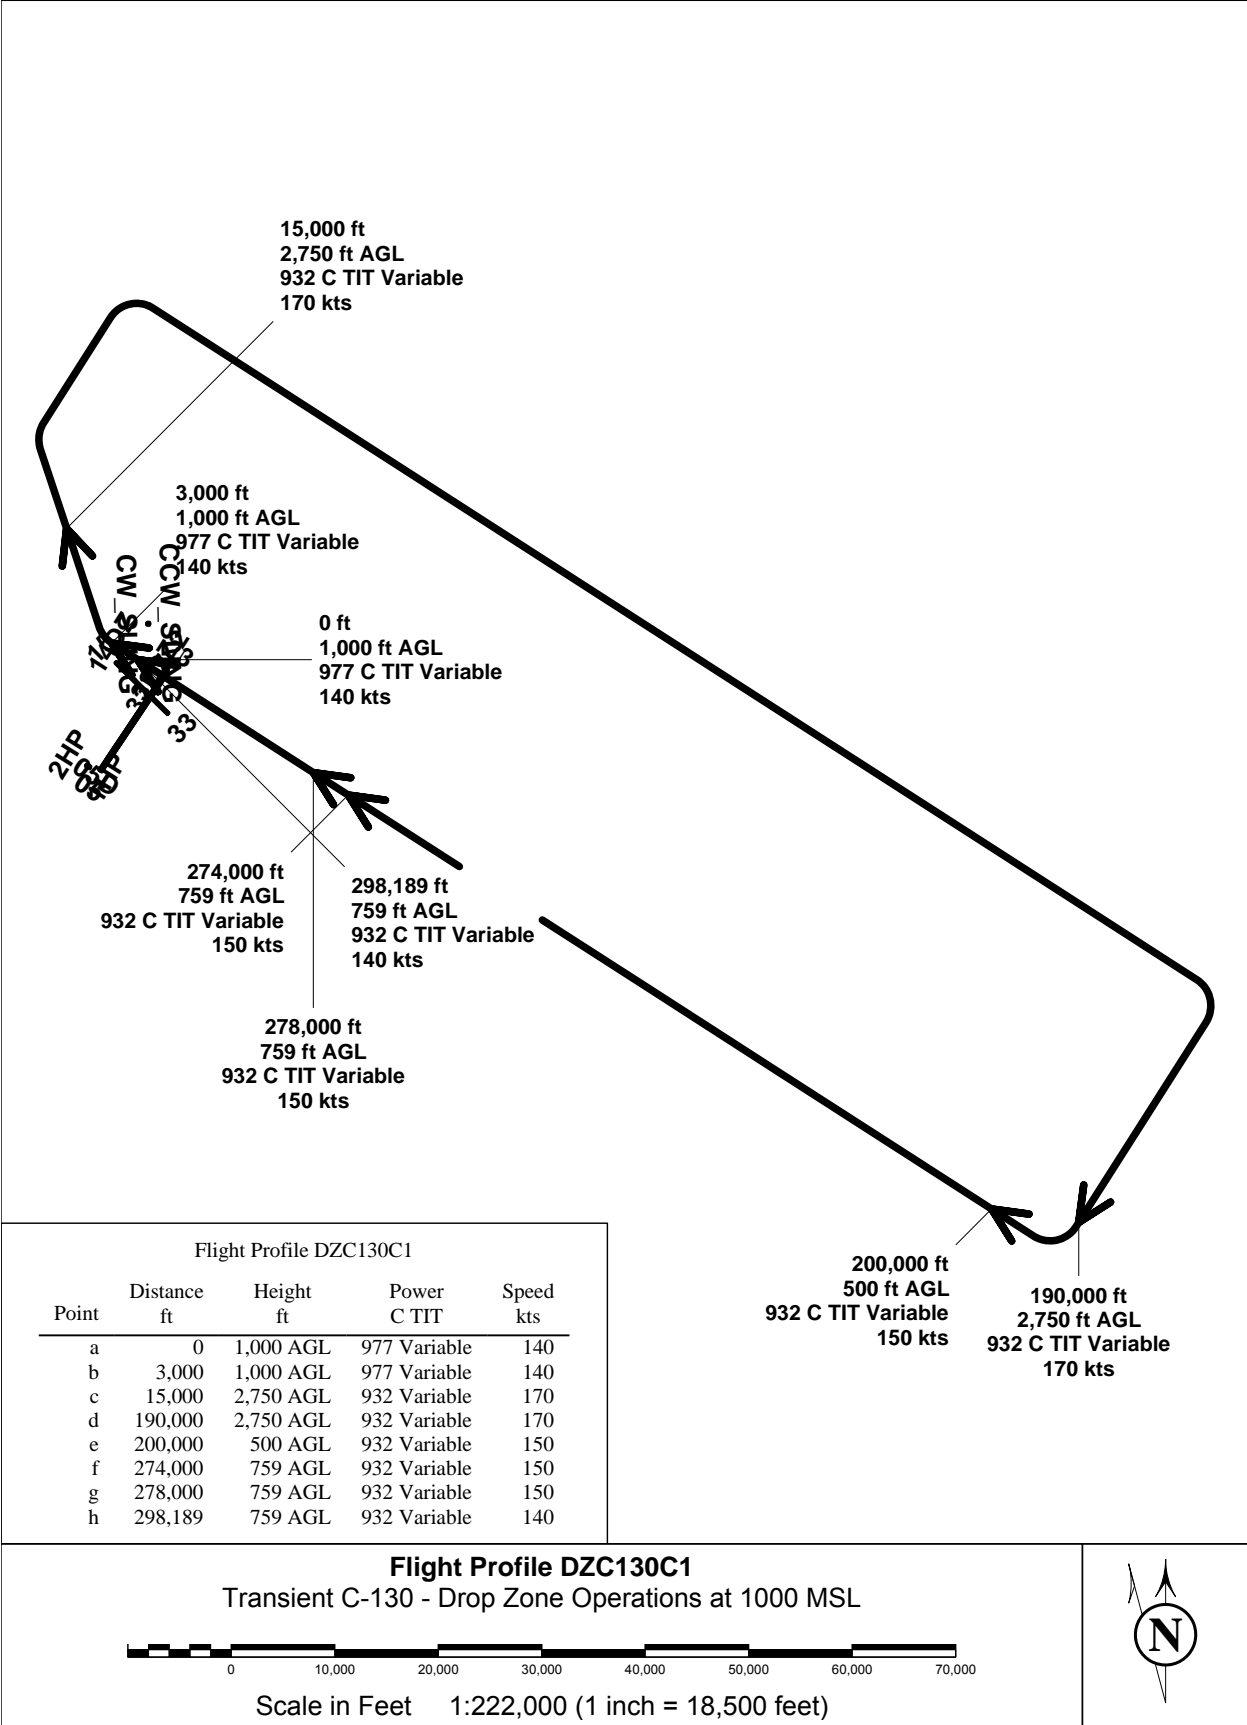 15,000 ft
2,750 ft AGL
932 C TIT Variable
170 kts
3,000 ft
1,000 ft AGL
977 C TIT Variable
140 kts
0 ft
1,000 ft AGL
977 C TIT Variable
140 kts
33
2HP
274,000 ft
759 ft AGL
932 C TIT Variable
150 kts
298,189 ft
759 ft AGL
932 C TIT Variable
140 kts
278,000 ft
759 ft AGL
932 C TIT Variable
150 kts
200,000 ft
500 ft AGL
932 C TIT Variable
150 kts
190,000 ft
2,750 ft AGL
932 C TIT Variable
170 kts
Flight Profile DZC130C1
Distance Height Power Speed
Point ft ft C TIT kts
a 0 1,000 AGL 977 Variable 140
b 3,000 1,000 AGL 977 Variable 140
c 15,000 2,750 AGL 932 Variable 170
d 190,000 2,750 AGL 932 Variable 170
e 200,000 500 AGL 932 Variable 150
f 274,000 759 AGL 932 Variable 150
g 278,000 759 AGL 932 Variable 150
h 298,189 759 AGL 932 Variable 140
Flight Profile DZC130C1
Transient C-130 - Drop Zone Operations at 1000 MSL
0 10,000 20,000 30,000 40,000 50,000 60,000 70,000
Scale in Feet 1:222,000 (1 inch = 18,500 feet)
N